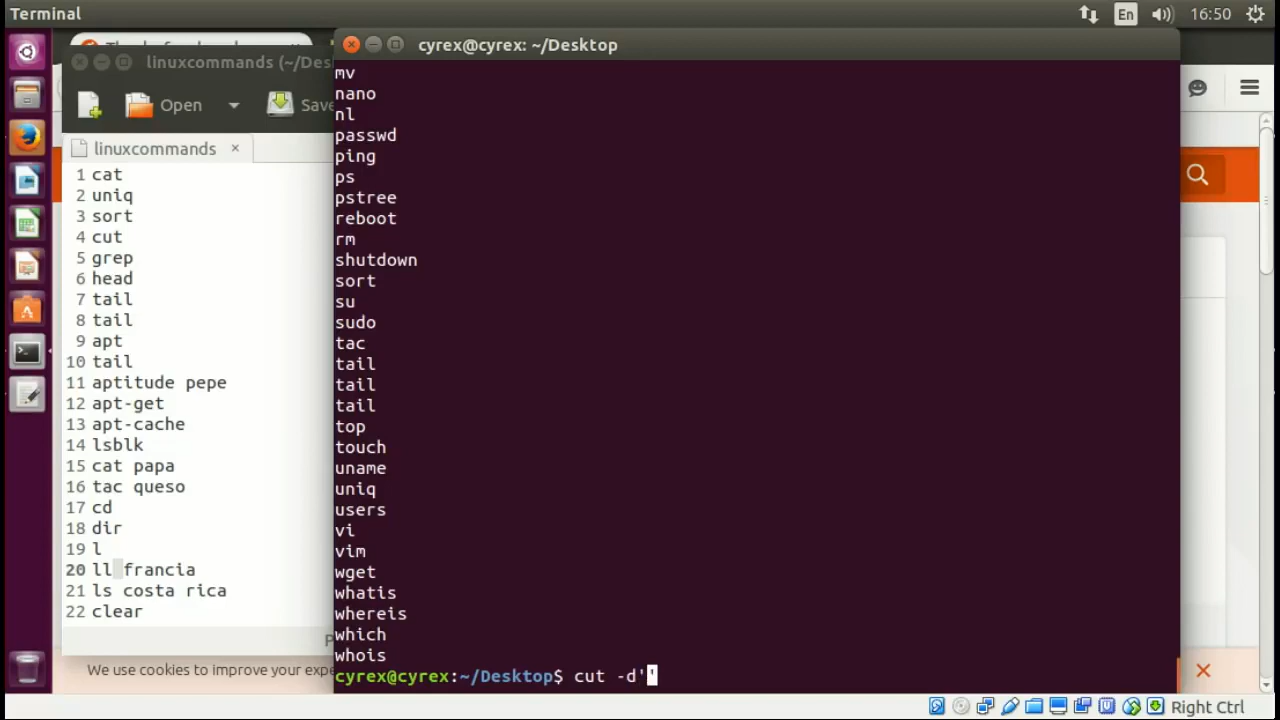 Terminal
En
16:50
cyrex@cyrex: ~/Desktop
linuxcommands (~/Des
Open
Save
linuxcommands ×
1 cat
2 uniq
3 sort
4 cut
5 grep
6 head
7 tail
8 tail
9 apt
10 tail
11 aptitude pepe
12 apt-get
13 apt-cache
14 lsblk
15 cat papa
16 tac queso
17 cd
18 dir
19 l
20 ll francia
21 ls costa rica
22 clear
We use cookies to improve your expe
mv
nano
nl
passwd
ping
ps
pstree
reboot
rm
shutdown
sort
su
sudo
tac
tail
tail
tail
top
touch
uname
uniq
users
vi
vim
wget
whatis
whereis
which
whois
cyrex@cyrex:~/Desktop$ cut -d''
Right Ctrl